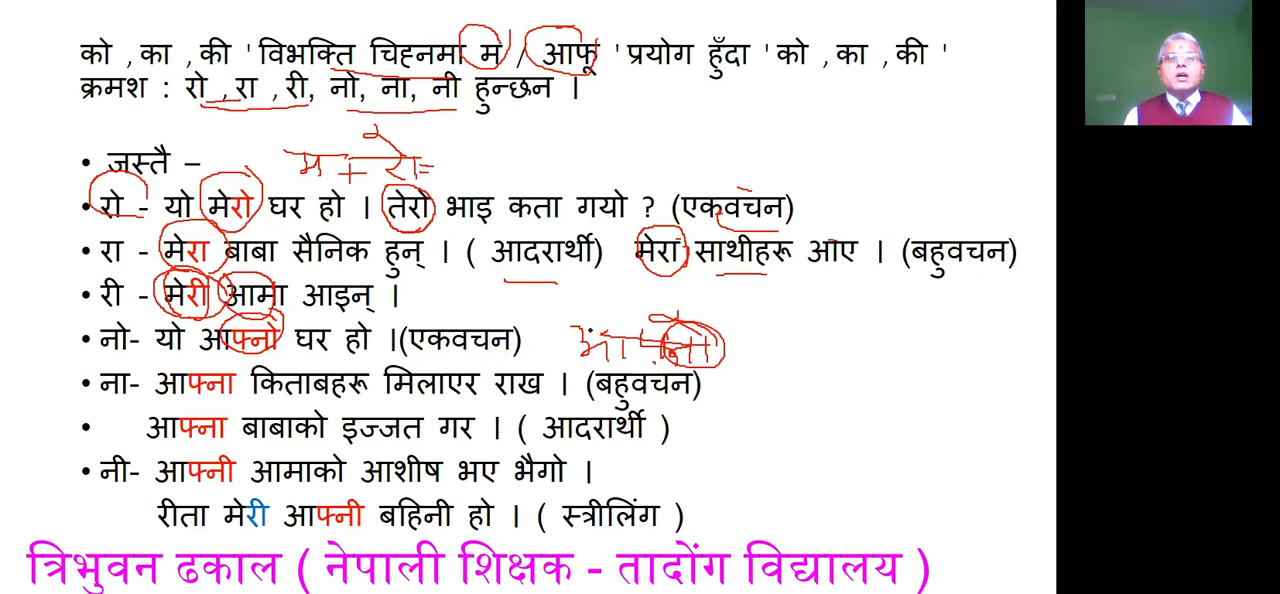 को ,का ,की ' विभक्ति चिह्नमा म / आफू ' प्रयोग हुँदा ' को ,का ,की '
क्रमश : रो ,रा ,री, नो, ना, नी हुन्छन ।
• जस्तै –
म + रो =
• रो - यो मेरो घर हो । तेरो भाइ कता गयो ? (एकवचन)
• रा - मेरा बाबा सैनिक हुन् । ( आदरार्थी) मेरा साथीहरू आए । (बहुवचन)
• री - मेरी आमा आइन् ।
• नो- यो आफ्नो घर हो ।(एकवचन)
• ना- आफ्ना किताबहरू मिलाएर राख । (बहुवचन)
• आफ्ना बाबाको इज्जत गर । ( आदरार्थी )
• नी- आफ्नी आमाको आशीष भए भैगो ।
रीता मेरी आफ्नी बहिनी हो । ( स्त्रीलिंग )
त्रिभुवन ढकाल ( नेपाली शिक्षक - तादोंग विद्यालय )